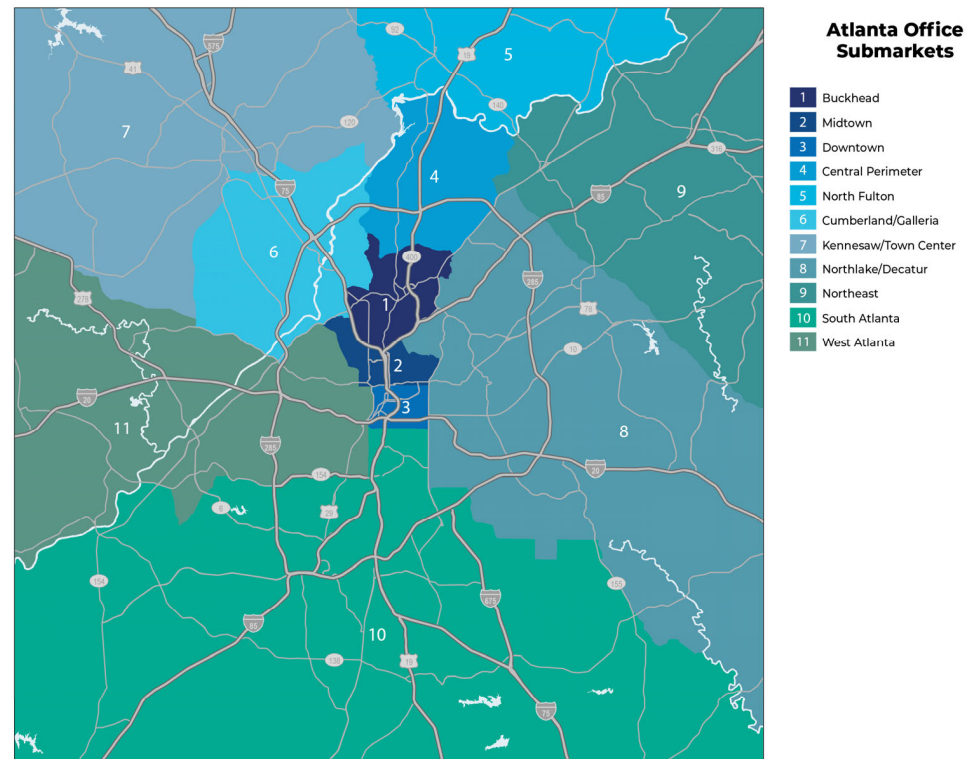 Atlanta Office
Submarkets
1 Buckhead
2 Midtown
3 Downtown
4 Central Perimeter
5 North Fulton
6 Cumberland/Galleria
7 Kennesaw/Town Center
8 Northlake/Decatur
9 Northeast
10 South Atlanta
11 West Atlanta
92
575
19
5
41
140
120
7
316
4
75
85
9
6
400
285
278
1
78
10
2
3
20
11
8
285
20
154
6
29
154
155
675
85
10
138
19
75